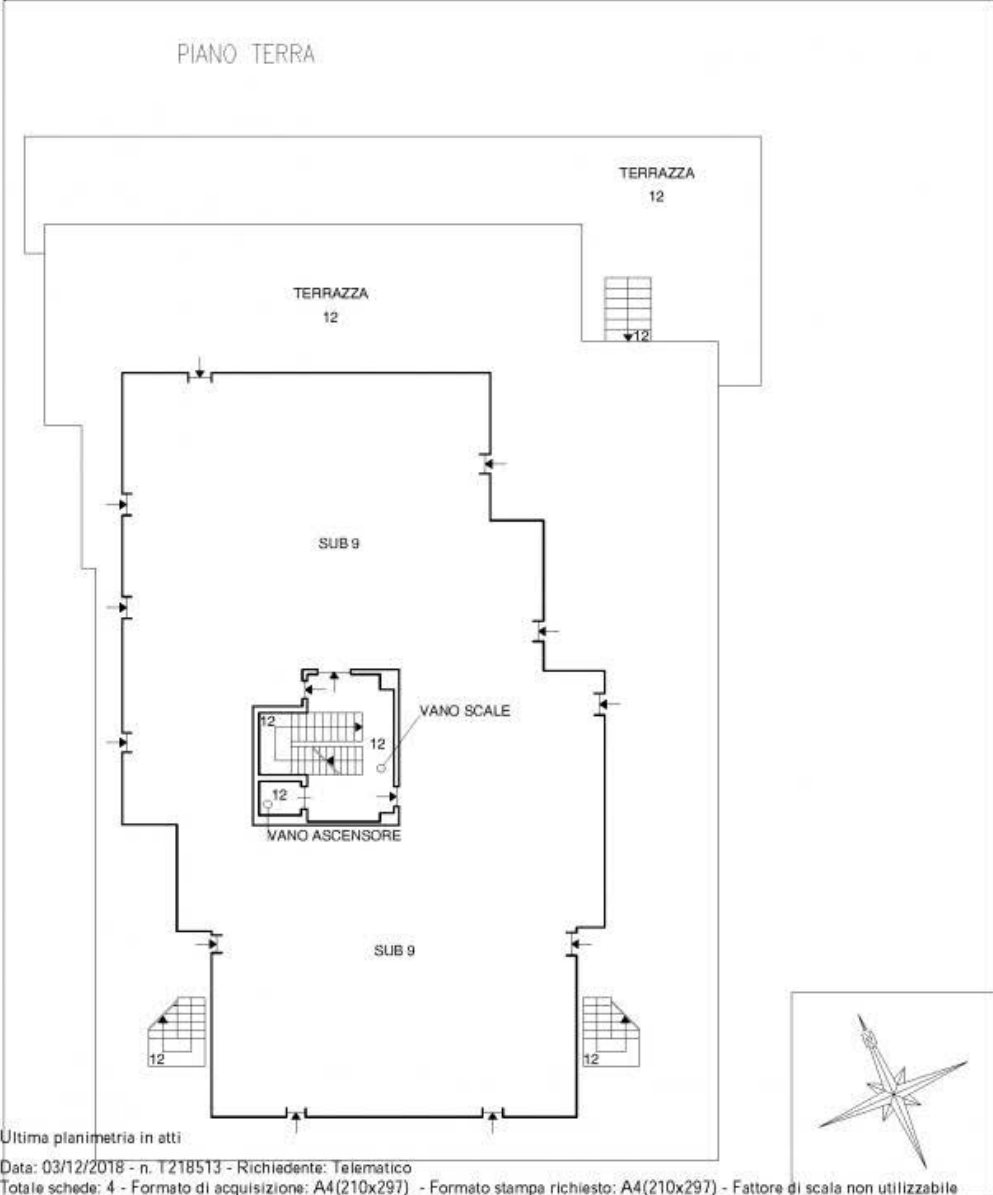 PIANO TERRA
TERRAZZA
12
TERRAZZA
12
12
SUB 9
VANO SCALE
12
12
12
VANO ASCENSORE
SUB 9
12
12
N
Ultima planimetria in atti
Data: 03/12/2018 - n. T218513 - Richiedente: Telematico
Totale schede: 4 - Formato di acquisizione: A4(210x297) - Formato stampa richiesto: A4(210x297) - Fattore di scala non utilizzabile